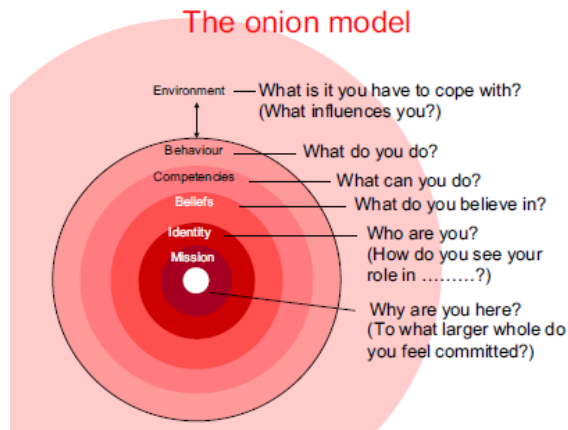 The onion model
Environment
What is it you have to cope with?
(What influences you?)
Behaviour
What do you do?
Competencies
What can you do?
Beliefs
What do you believe in?
Identity
Who are you?
(How do you see your
role in .........?)
Mission
Why are you here?
(To what larger whole do
you feel committed?)